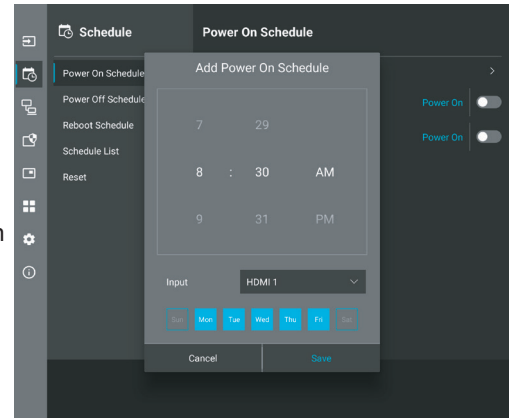 Schedule
Power On Schedule
Power On Schedule
Power Off Schedule
Reboot Schedule
Schedule List
Reset
Power On
Power On
Add Power On Schedule
7 29
8 : 30 AM
9 31 PM
Input HDMI 1
Sun Mon Tue Wed Thu Fri Sat
Cancel Save
n